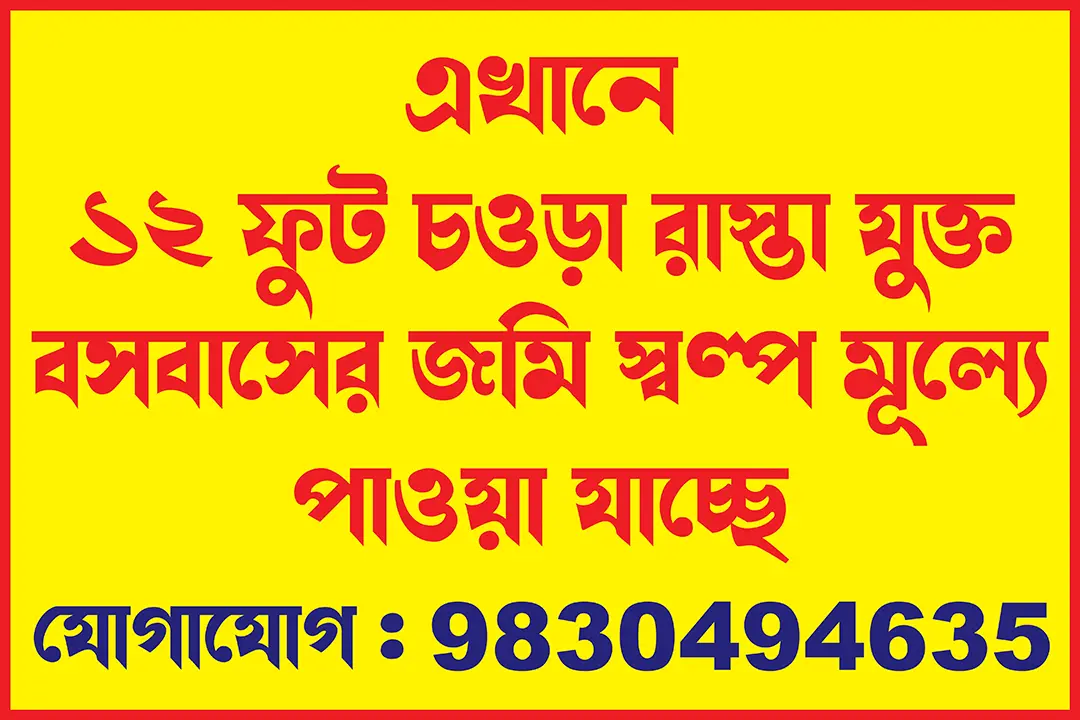 এখানে
১২ ফুট চওড়া রাস্তা যুক্ত
বসবাসের জমি স্বল্প মূল্যে
পাওয়া যাচ্ছে
যোগাযোগ : 9830494635